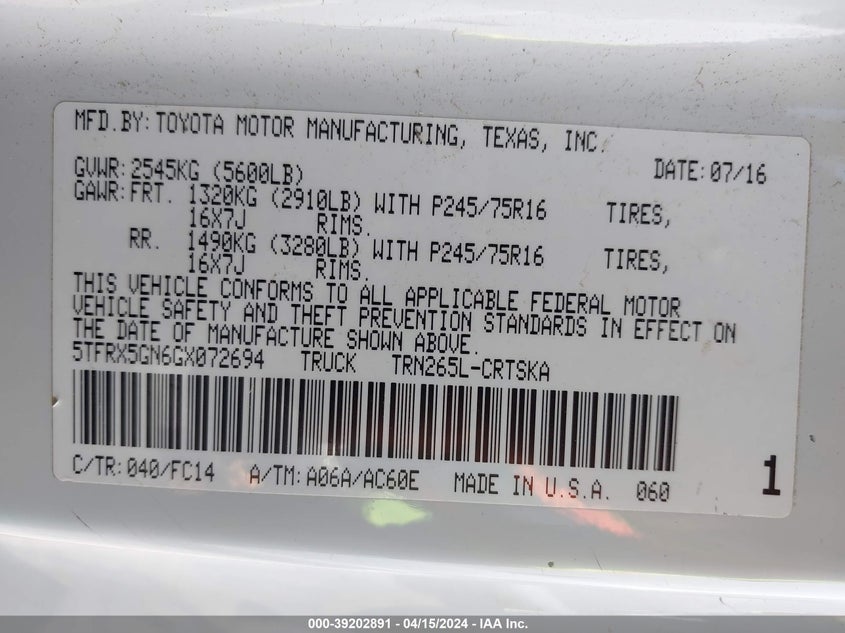 MFD.BY:TOYOTA MOTOR MANUFACTURING, TEXAS, INC.
GVWR:2545KG (5600LB) DATE:07/16
GAWR:FRT. 1320KG (2910LB) WITH P245/75R16 TIRES,
16X7J RIMS.
RR. 1490KG (3280LB) WITH P245/75R16 TIRES,
16X7J RIMS.
THIS VEHICLE CONFORMS TO ALL APPLICABLE FEDERAL MOTOR
VEHICLE SAFETY AND THEFT PREVENTION STANDARDS IN EFFECT ON
THE DATE OF MANUFACTURE SHOWN ABOVE.
5TFRX5GN6GX072694 TRUCK TRN265L-CRTSKA
C/TR:040/FC14 A/TM:A06A/AC60E MADE IN U.S.A. 060
1
000-39202891 - 04/15/2024 - IAA Inc.